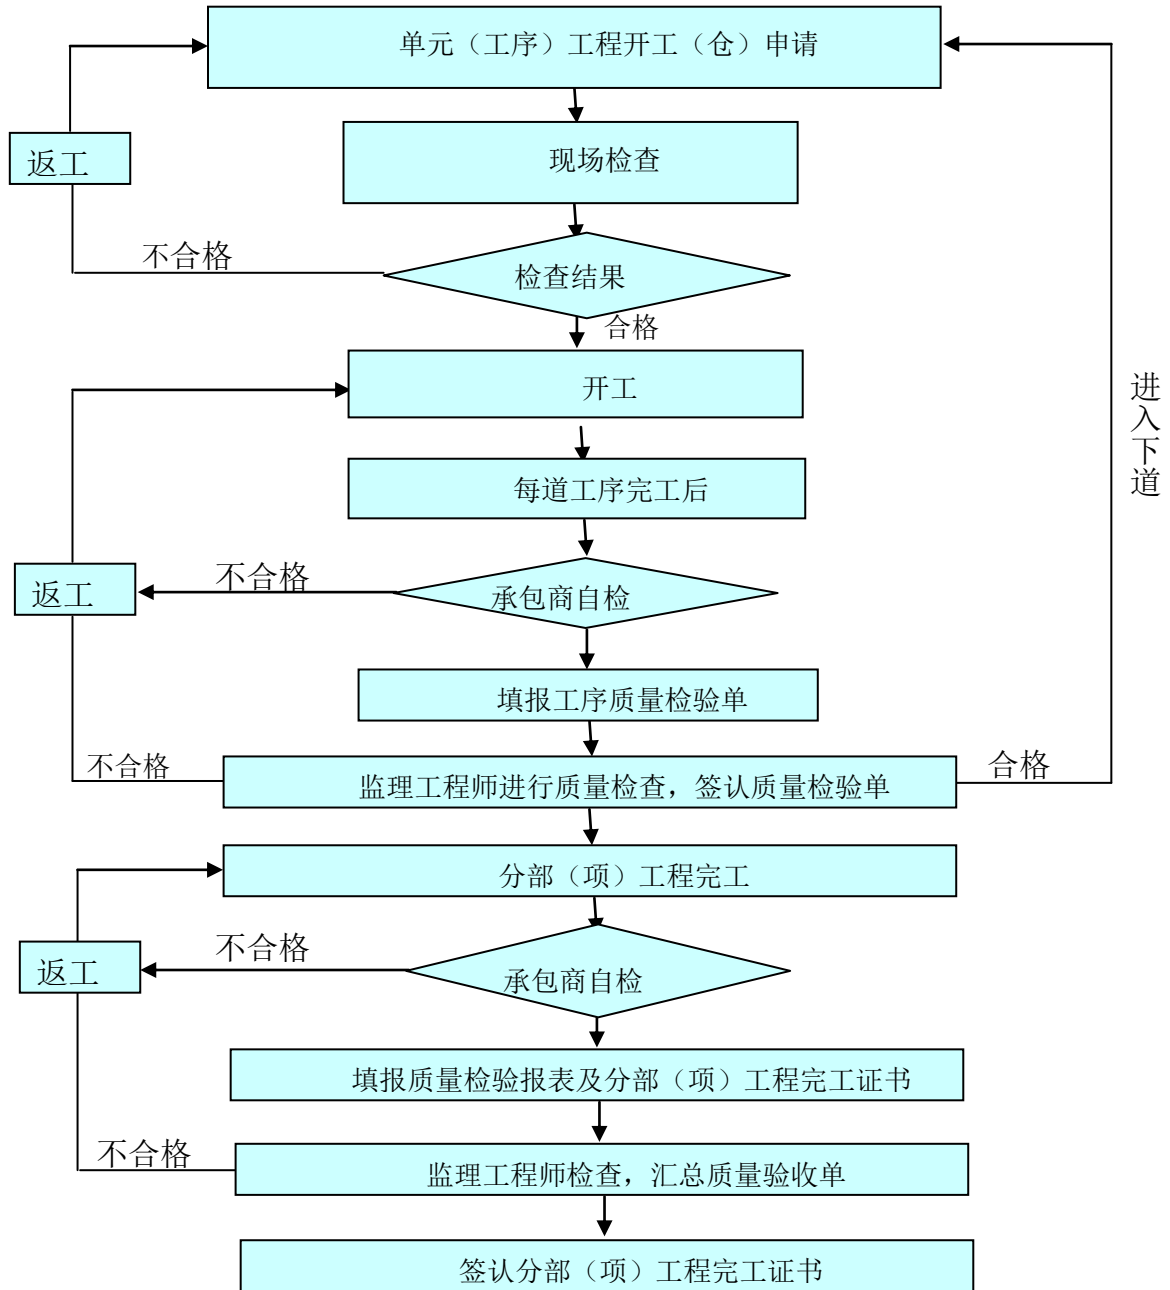 单元（工序）工程开工（仓）申请
返工
现场检查
不合格
检查结果
合格
开工
进入下道
每道工序完工后
返工
不合格
承包商自检
填报工序质量检验单
不合格
合格
监理工程师进行质量检查，签认质量检验单
分部（项）工程完工
返工
不合格
承包商自检
填报质量检验报表及分部（项）工程完工证书
不合格
监理工程师检查，汇总质量验收单
签认分部（项）工程完工证书